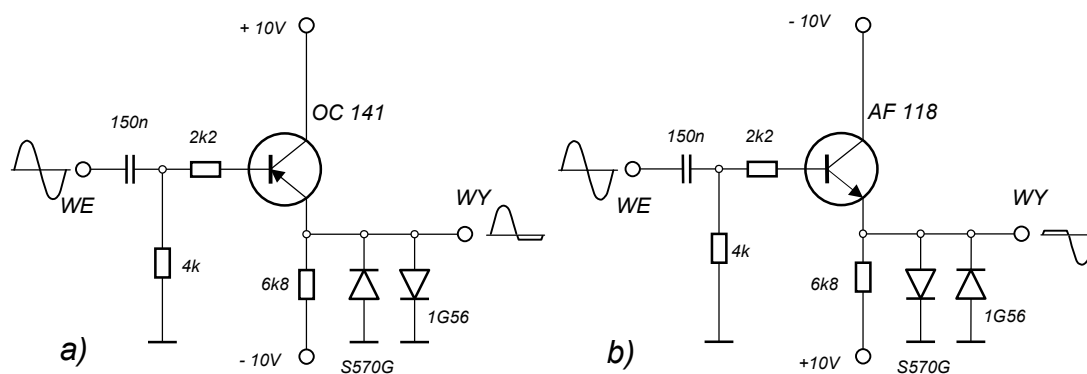 + 10V
OC 141
150n
2k2
WE
WY
4k
6k8
1G56
a)
- 10V
S570G
- 10V
AF 118
150n
2k2
WE
WY
4k
6k8
1G56
b)
+10V
S570G